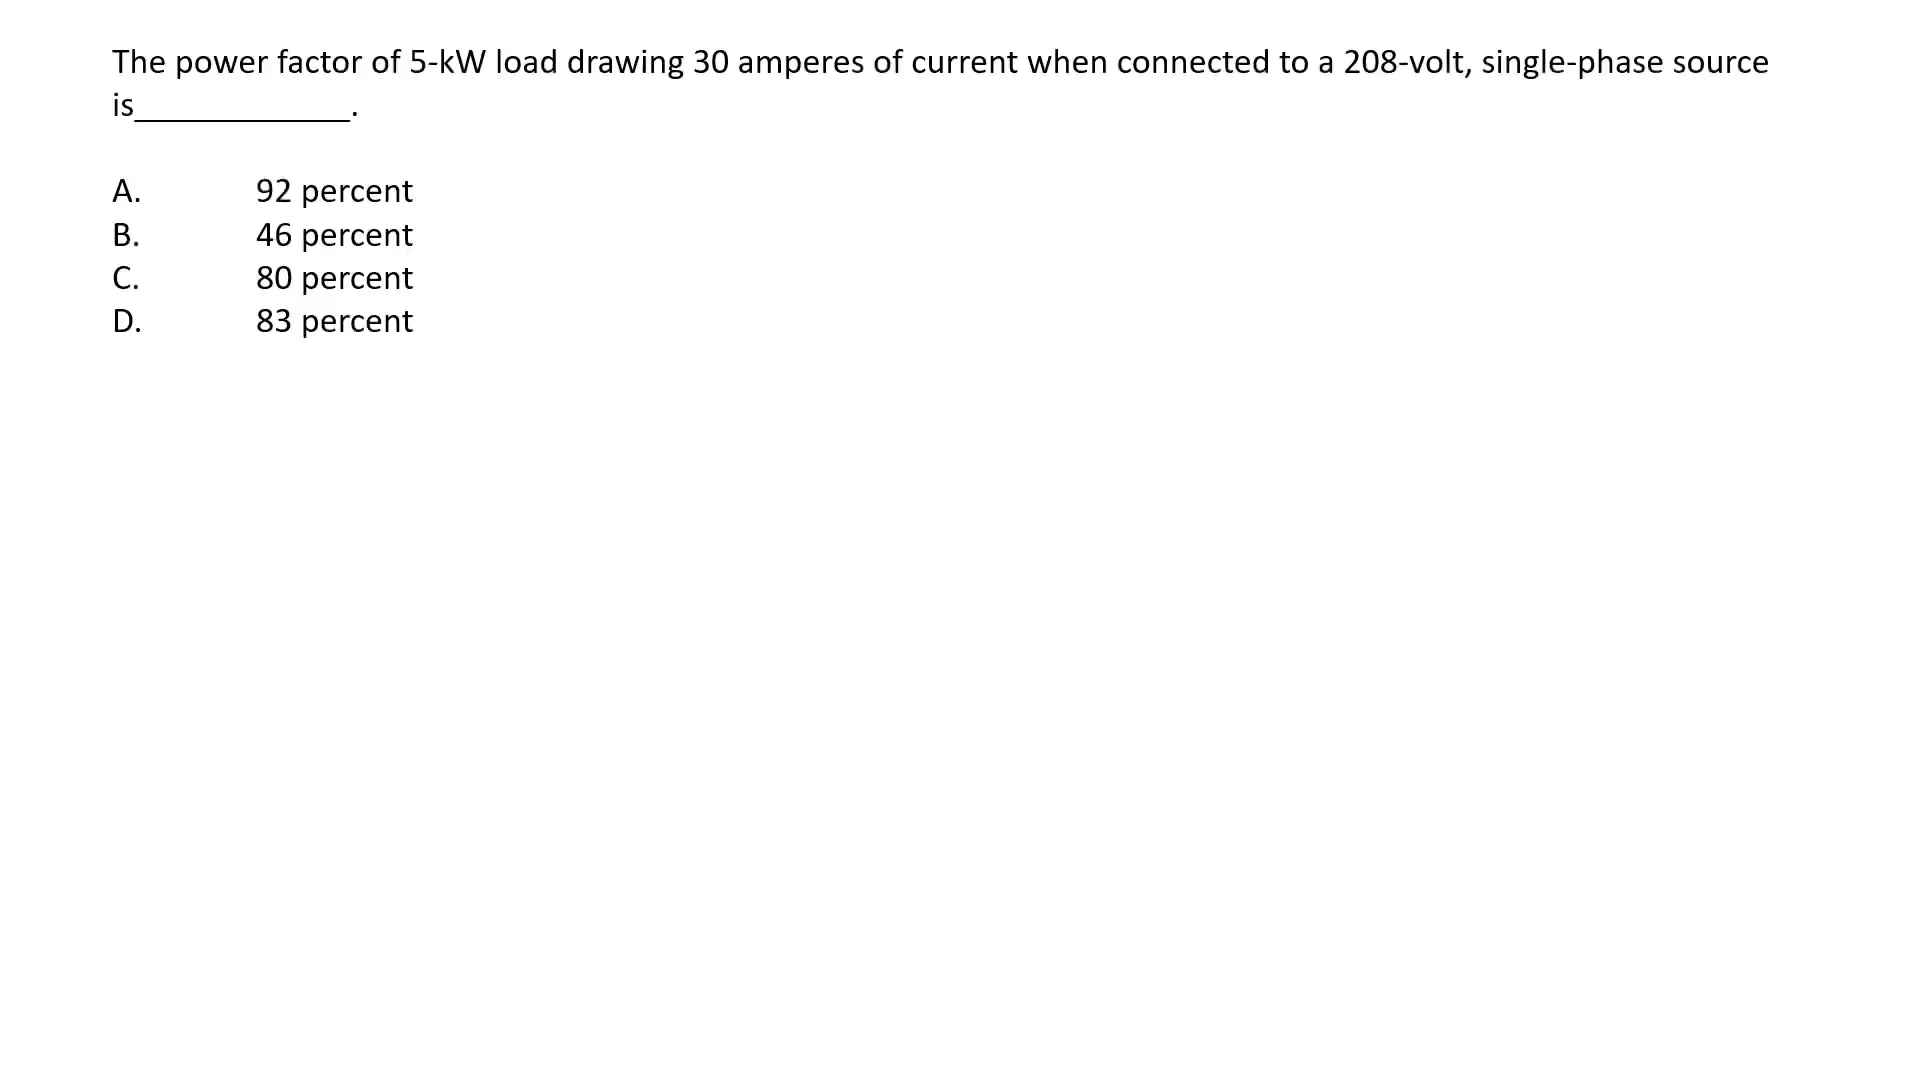 The power factor of 5-kW load drawing 30 amperes of current when connected to a 208-volt, single-phase source
is____________.
A. 92 percent
B. 46 percent
C. 80 percent
D. 83 percent